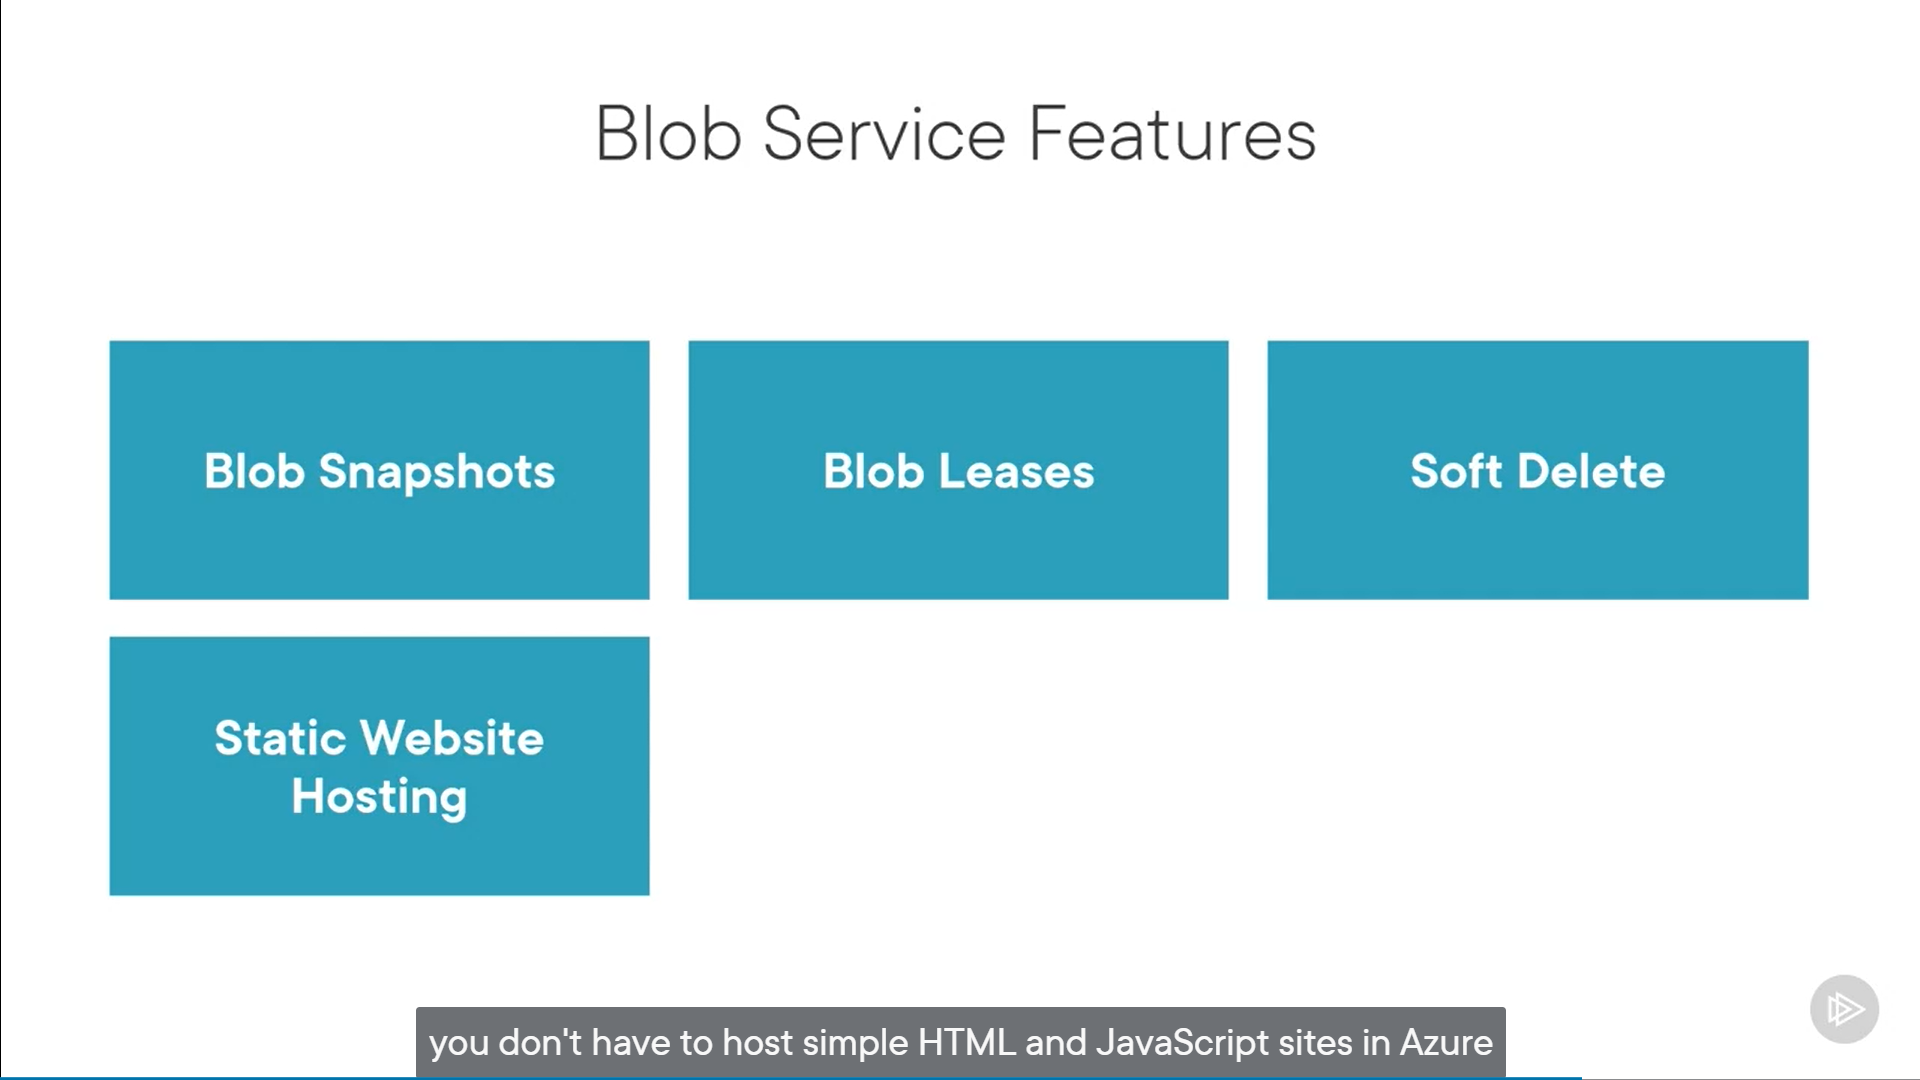 Blob Service Features
Blob Snapshots
Blob Leases
Soft Delete
Static Website
Hosting
you don't have to host simple HTML and JavaScript sites in Azure